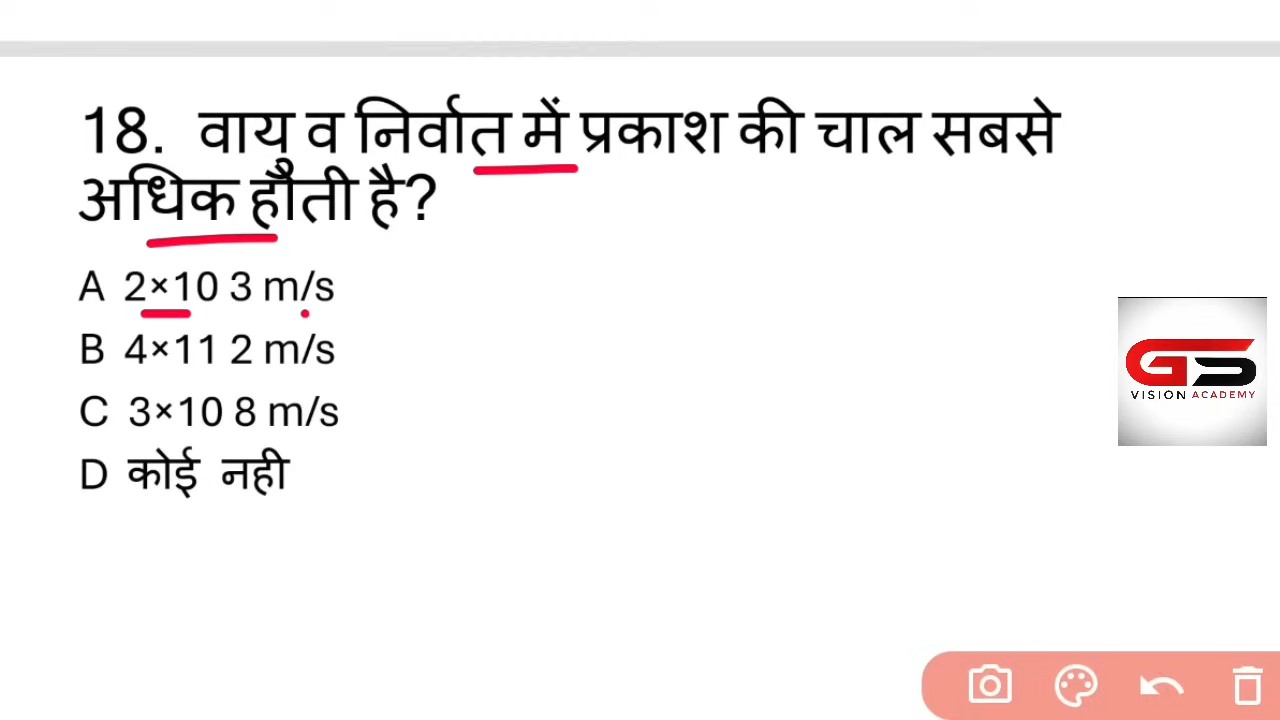 18. वायु व निर्वात में प्रकाश की चाल सबसे
अधिक होती है?
A 2×10 3 m/s
B 4×11 2 m/s
C 3×10 8 m/s
D कोई नही
GS
VISION ACADEMY